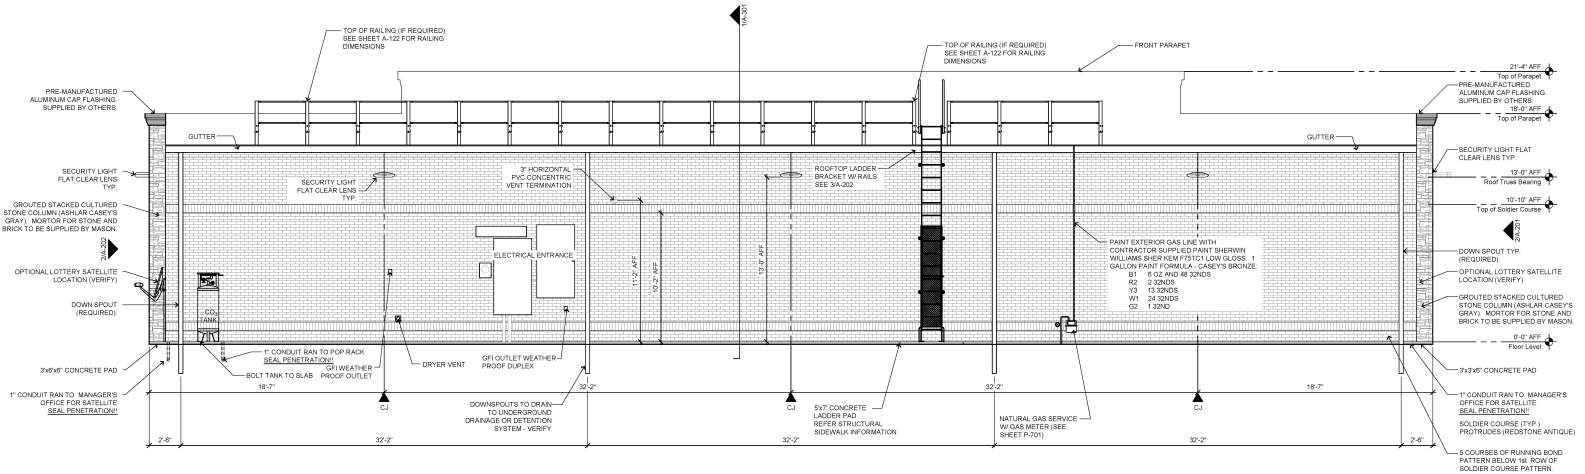 1/A-301
TOP OF RAILING (IF REQUIRED)
SEE SHEET A-122 FOR RAILING
DIMENSIONS
TOP OF RAILING (IF REQUIRED)
SEE SHEET A-122 FOR RAILING
DIMENSIONS
FRONT PARAPET
21'-4" AFF
Top of Parapet
PRE-MANUFACTURED
ALUMINUM CAP FLASHING.
SUPPLIED BY OTHERS.
PRE-MANUFACTURED
ALUMINUM CAP FLASHING.
SUPPLIED BY OTHERS.
18'-0" AFF
Top of Parapet
GUTTER
GUTTER
SECURITY LIGHT
FLAT CLEAR LENS
TYP.
SECURITY LIGHT
FLAT CLEAR LENS
TYP
3" HORIZONTAL
PVC CONCENTRIC
VENT TERMINATION
ROOFTOP LADDER
BRACKET W/ RAILS
SEE 3/A-202
SECURITY LIGHT FLAT
CLEAR LENS TYP.
13'-0" AFF
Roof Truss Bearing
10'-10" AFF
Top of Soldier Course
GROUTED STACKED CULTURED
STONE COLUMN (ASHLAR CASEY'S
GRAY). MORTOR FOR STONE AND
BRICK TO BE SUPPLIED BY MASON.
2/A-202
2/A-201
OPTIONAL LOTTERY SATELLITE
LOCATION (VERIFY)
DOWN SPOUT
(REQUIRED).
CO2
TANK
ELECTRICAL ENTRANCE
11'-2" AFF
10'-2" AFF
13'-0" AFF
PAINT EXTERIOR GAS LINE WITH
CONTRACTOR SUPPLIED PAINT SHERWIN
WILLIAMS SHER KEM F75TC1 LOW GLOSS. 1
GALLON PAINT FORMULA - CASEY'S BRONZE:
B1 6 OZ AND 48 32NDS
R2 2 32NDS
Y3 13 32NDS
W1 24 32NDS
G2 1 32ND
DOWN SPOUT TYP.
(REQUIRED).
OPTIONAL LOTTERY SATELLITE
LOCATION (VERIFY)
GROUTED STACKED CULTURED
STONE COLUMN (ASHLAR CASEY'S
GRAY). MORTOR FOR STONE AND
BRICK TO BE SUPPLIED BY MASON.
0'-0" AFF
Floor Level
3'x6'x6" CONCRETE PAD
1" CONDUIT RAN TO POP RACK
SEAL PENETRATION!!
BOLT TANK TO SLAB
GFI WEATHER
PROOF OUTLET
DRYER VENT
GFI OUTLET WEATHER
PROOF DUPLEX
3'x3'x6" CONCRETE PAD
1" CONDUIT RAN TO MANAGER'S
OFFICE FOR SATELLITE
SEAL PENETRATION!!
18'-7"
32'-2"
32'-2"
18'-7"
CJ
CJ
CJ
DOWNSPOUTS TO DRAIN
TO UNDERGROUND
DRAINAGE OR DETENTION
SYSTEM - VERIFY
5'x7' CONCRETE
LADDER PAD
REFER STRUCTURAL
SIDEWALK INFORMATION
NATURAL GAS SERVICE
W/ GAS METER (SEE
SHEET P-701)
1" CONDUIT RAN TO MANAGER'S
OFFICE FOR SATELLITE
SEAL PENETRATION!!
SOLDIER COURSE (TYP.)
PROTRUDES (REDSTONE ANTIQUE)
2'-6"
32'-2"
32'-2"
32'-2"
2'-6"
5 COURSES OF RUNNING BOND
PATTERN BELOW 1st ROW OF
SOLDIER COURSE PATTERN.